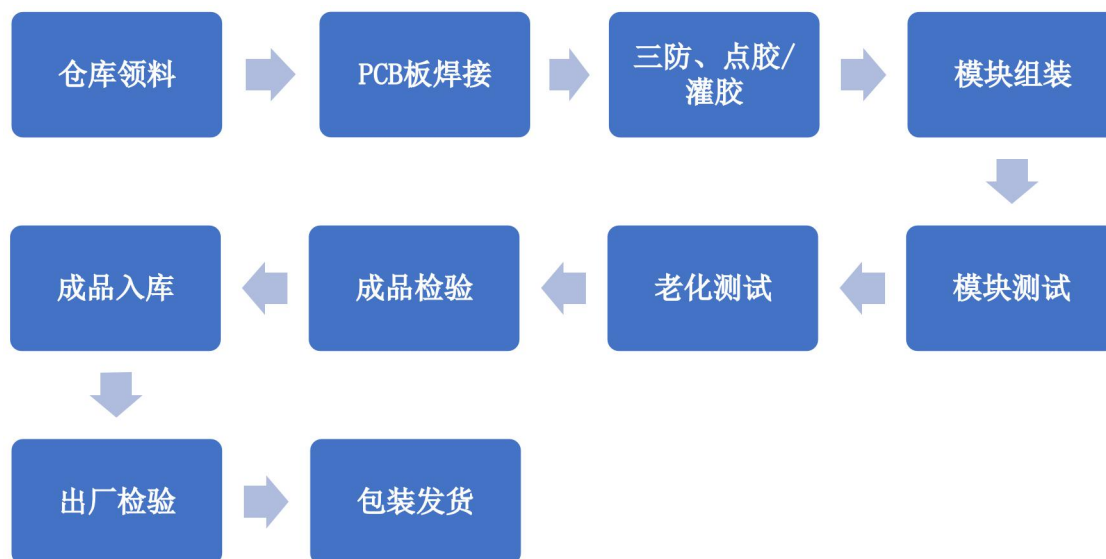 仓库领料
PCB板焊接
三防、点胶/
灌胶
模块组装
模块测试
老化测试
成品检验
成品入库
出厂检验
包装发货